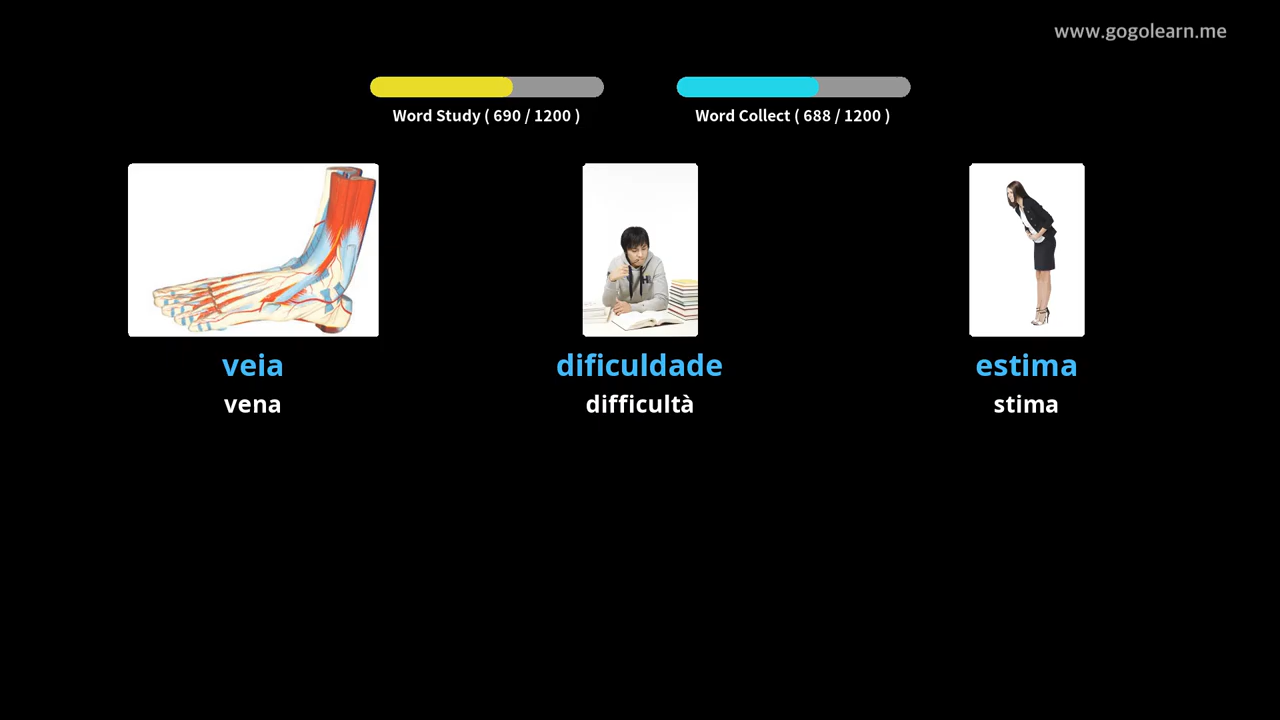 www.gogolearn.me
Word Study ( 690 / 1200 )
Word Collect ( 688 / 1200 )
veia
vena
dificuldade
difficultà
estima
stima